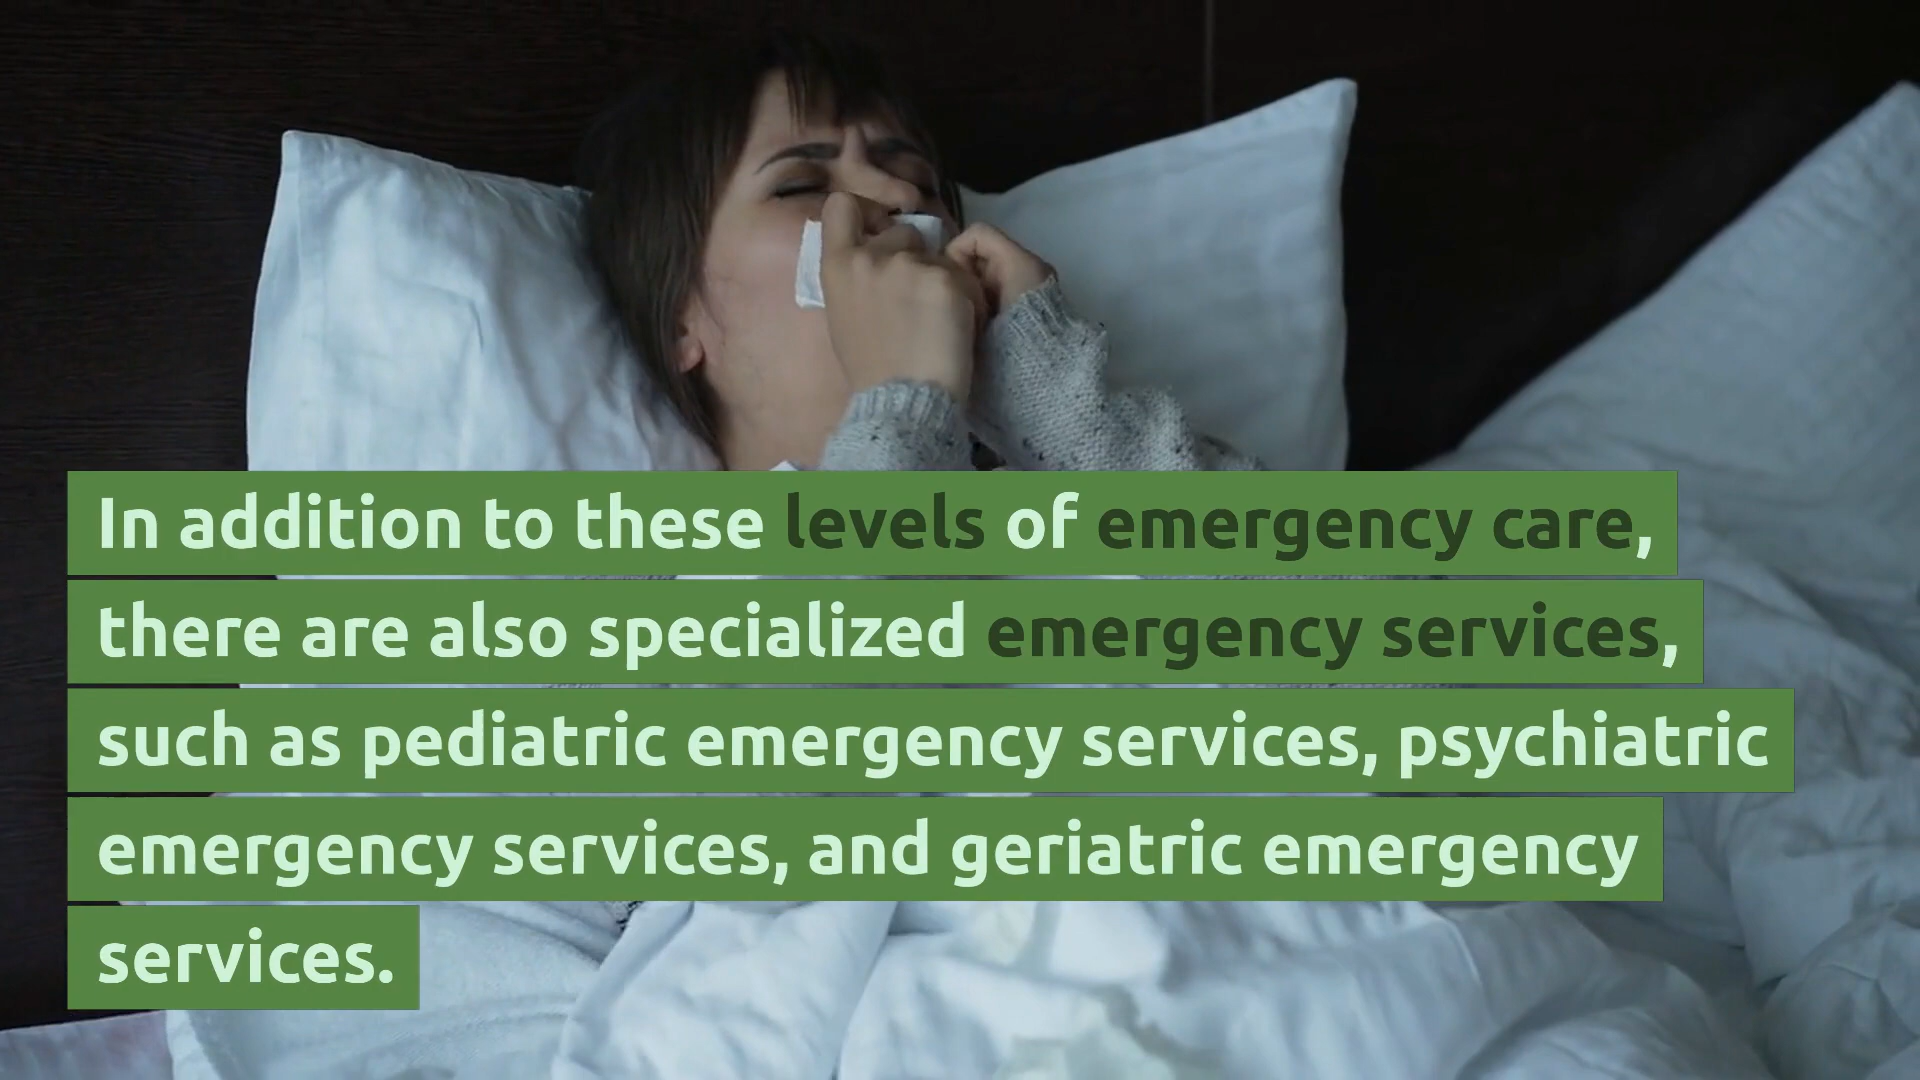 In addition to these levels of emergency care,
there are also specialized emergency services,
such as pediatric emergency services, psychiatric
emergency services, and geriatric emergency
services.